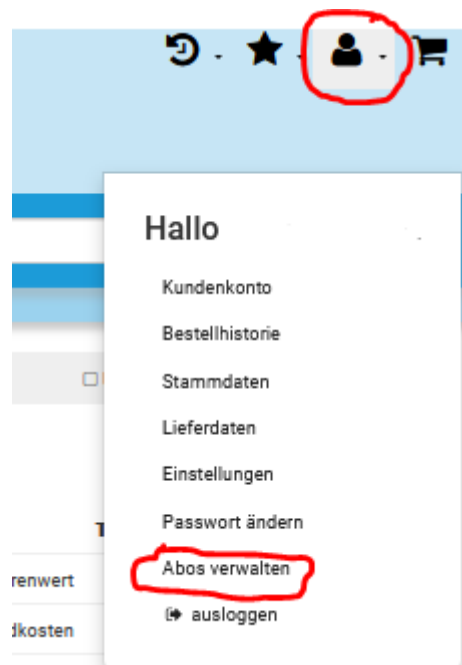 Hallo
Kundenkonto
Bestellhistorie
Stammdaten
Lieferdaten
Einstellungen
Passwort ändern
Abos verwalten
renwert
ausloggen
dkosten